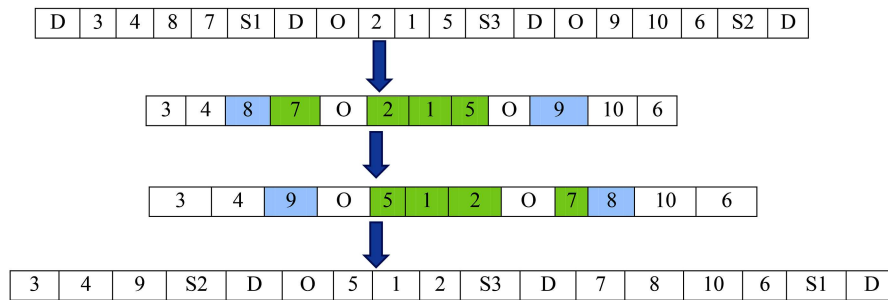 D 3 4 8 7 S1 D O 2 1 5 S3 D O 9 10 6 S2 D
3 4 8 7 O 2 1 5 O 9 10 6
3 4 9 O 5 1 2 O 7 8 10 6
3 4 9 S2 D O 5 1 2 S3 D 7 8 10 6 S1 D